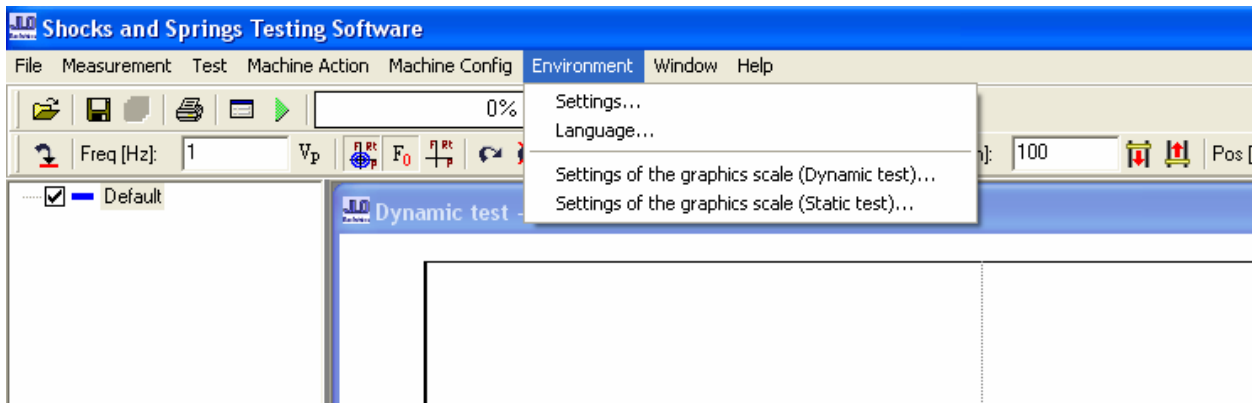 Shocks and Springs Testing Software
File Measurement Test Machine Action Machine Config Environment Window Help
0%
Settings...
Language...
Freq [Hz]: 1 Vp F0 100 Pos [
Settings of the graphics scale (Dynamic test)...
Settings of the graphics scale (Static test)...
Default
Dynamic test -